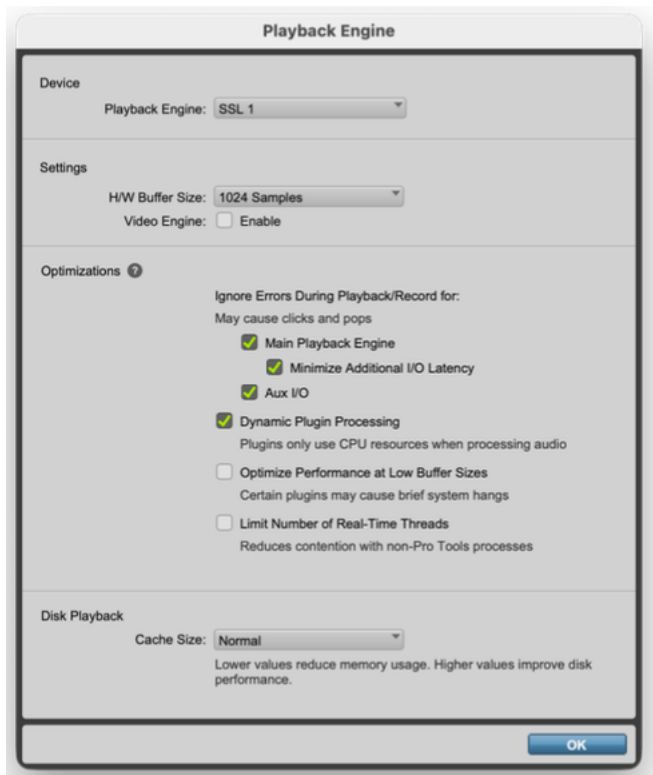 Playback Engine
Device
Playback Engine: SSL 1
Settings
H/W Buffer Size: 1024 Samples
Video Engine: Enable
Optimizations ?
Ignore Errors During Playback/Record for:
May cause clicks and pops
Main Playback Engine
Minimize Additional I/O Latency
Aux I/O
Dynamic Plugin Processing
Plugins only use CPU resources when processing audio
Optimize Performance at Low Buffer Sizes
Certain plugins may cause brief system hangs
Limit Number of Real-Time Threads
Reduces contention with non-Pro Tools processes
Disk Playback
Cache Size: Normal
Lower values reduce memory usage. Higher values improve disk
performance.
OK